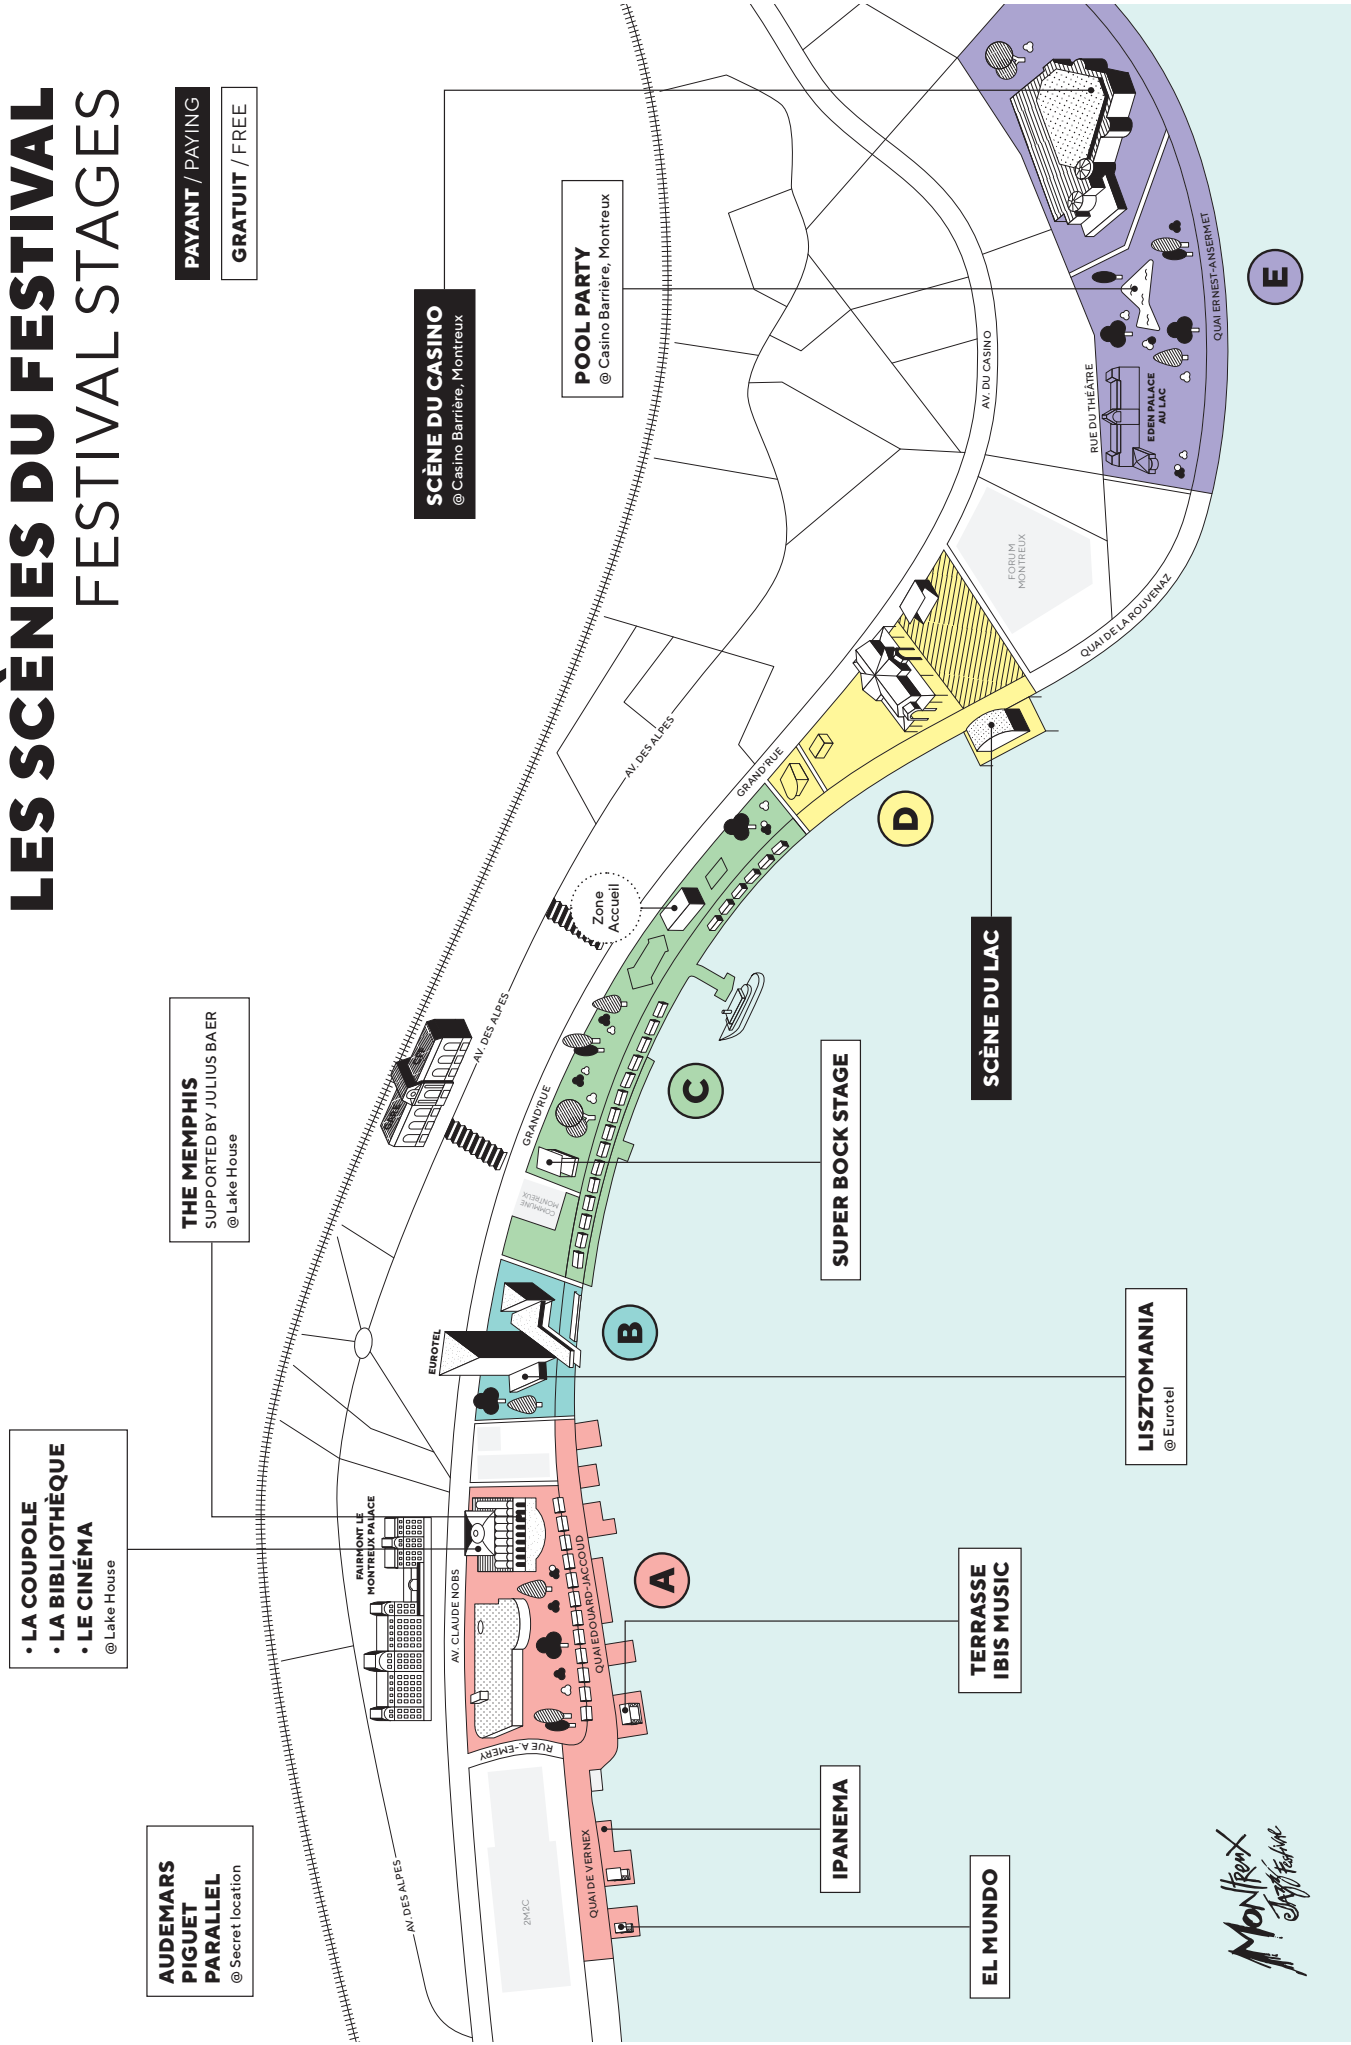 LES SCÈNES DU FESTIVAL
FESTIVAL STAGES
PAYANT / PAYING
GRATUIT / FREE
AUDEMARS
PIGUET
PARALLEL
@ Secret location
• LA COUPOLE
• LA BIBLIOTHÈQUE
• LE CINÉMA
@ Lake House
THE MEMPHIS
SUPPORTED BY JULIUS BAER
@ Lake House
SCÈNE DU CASINO
@ Casino Barrière, Montreux
POOL PARTY
@ Casino Barrière, Montreux
AV. DES ALPES
FAIRMONT LE
MONTREUX PALACE
AV. CLAUDE NOBS
EUROTEL
GARE
CFF
AV. DES ALPES
GRAND'RUE
Zone
Accueil
AV. DES ALPES
GRAND'RUE
AV. DU CASINO
RUE DU THÉÂTRE
EDEN PALACE
AU LAC
QUAI ERNEST-ANSERMET
FORUM
MONTREUX
QUAI DE LA ROUVENAZ
COMMUNE
MONTREUX
2M2C
RUE A.-EMERY
QUAI DE VERNEX
QUAI EDOUARD-JACCOUD
A
B
C
D
E
EL MUNDO
IPANEMA
TERRASSE
IBIS MUSIC
LISZTOMANIA
@ Eurotel
SUPER BOCK STAGE
SCÈNE DU LAC
MONTREUX
JAZZ Festival